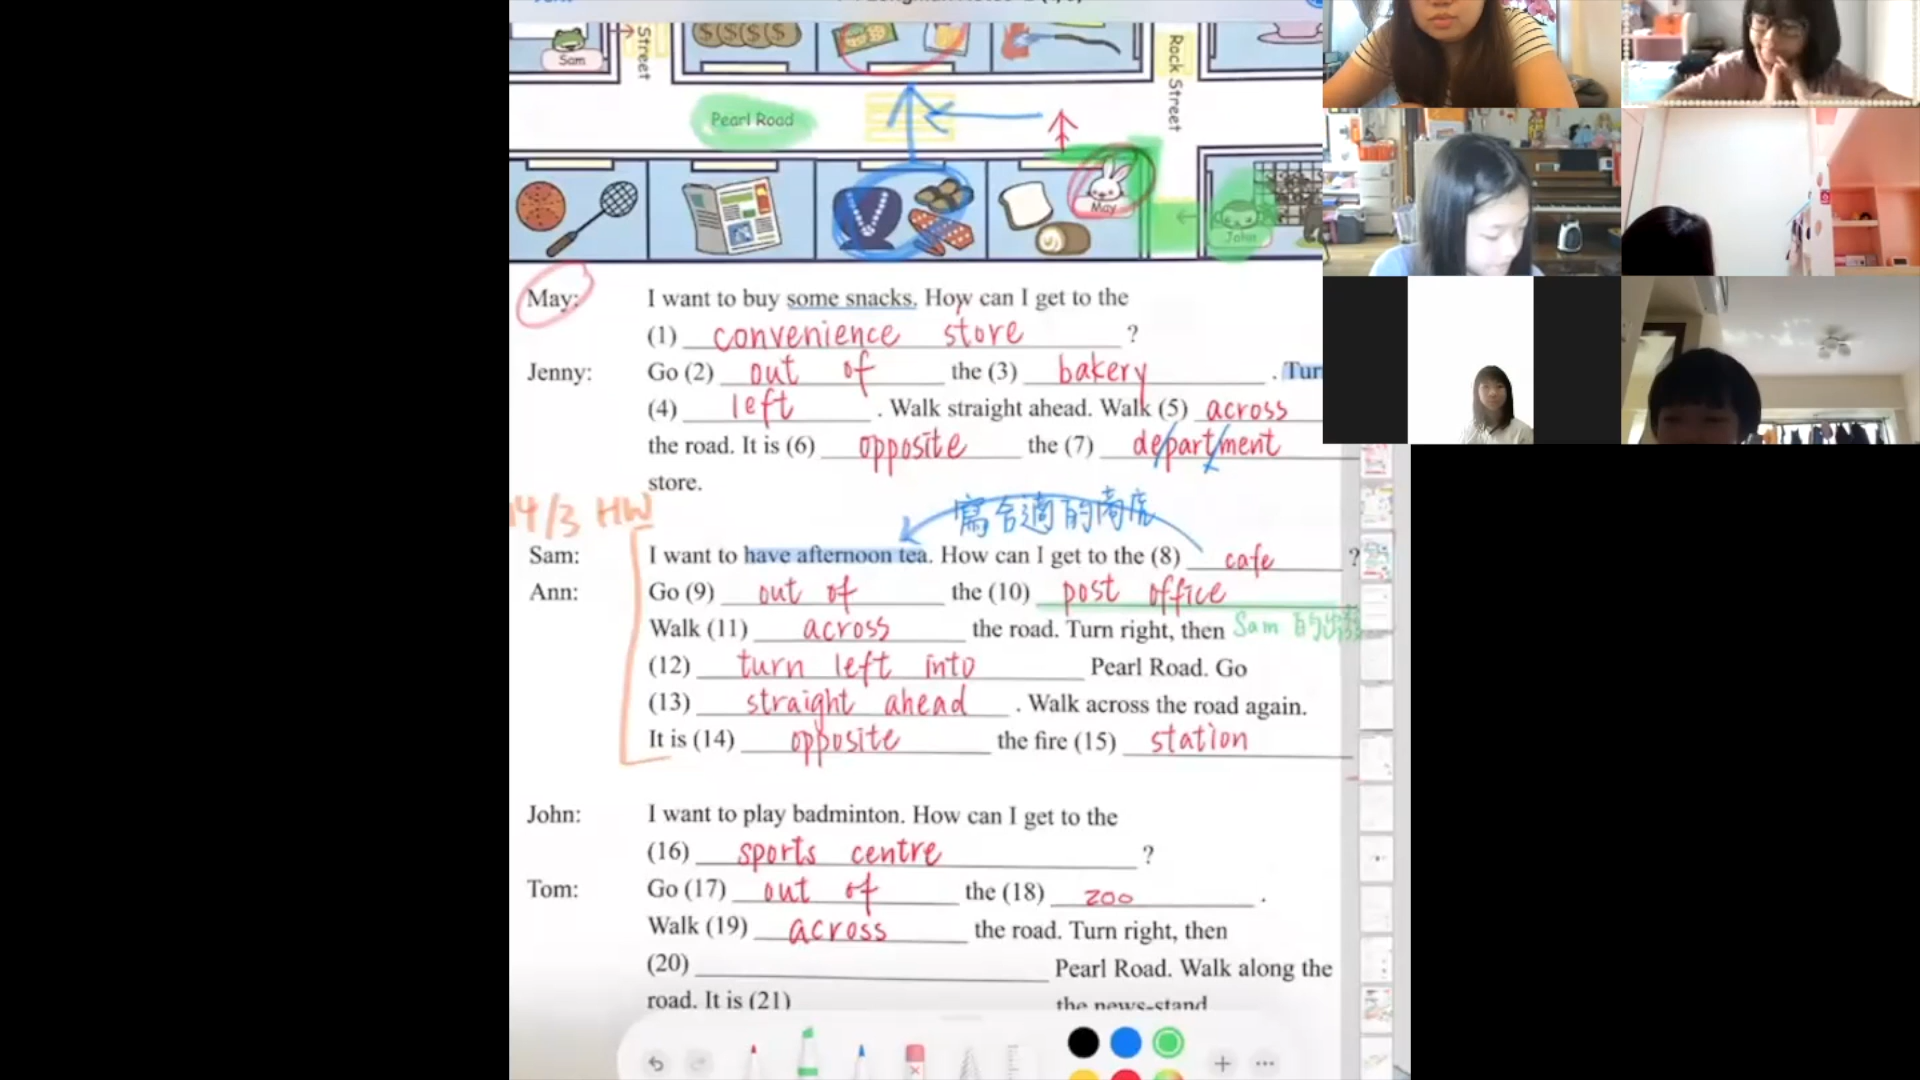 Sam
Street
Rock Street
Pearl Road
May
John
May: I want to buy some snacks. How can I get to the
(1) convenience store ?
Jenny: Go (2) out of the (3) bakery . Tur
(4) left . Walk straight ahead. Walk (5) across
the road. It is (6) opposite the (7) department
store.
14/3 HW
寫合適的商店
Sam: I want to have afternoon tea. How can I get to the (8) cafe ?
Ann: Go (9) out of the (10) post office
Walk (11) across the road. Turn right, then
Sam 的
(12) turn left into Pearl Road. Go
(13) straight ahead . Walk across the road again.
It is (14) opposite the fire (15) station
John: I want to play badminton. How can I get to the
(16) sports centre ?
Tom: Go (17) out of the (18) zoo .
Walk (19) across the road. Turn right, then
(20) Pearl Road. Walk along the
road. It is (21) the news-stand